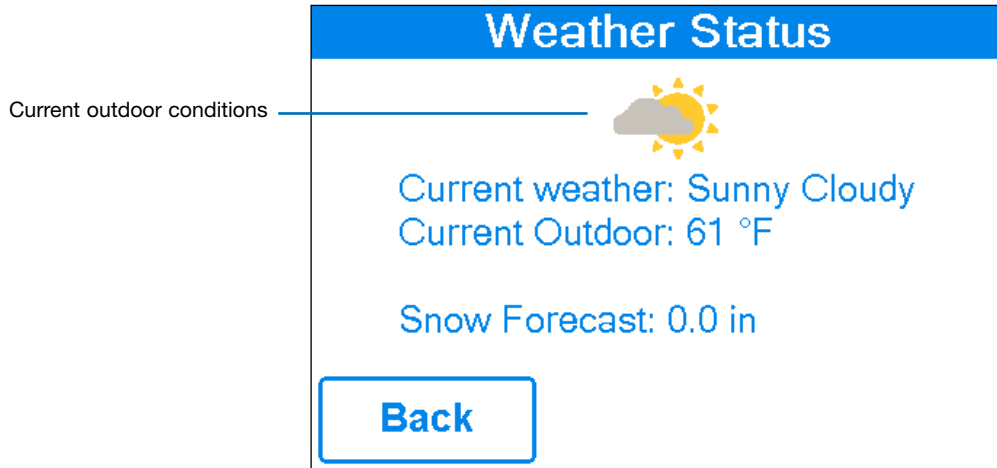 Weather Status
Current outdoor conditions
Current weather: Sunny Cloudy
Current Outdoor: 61 °F
Snow Forecast: 0.0 in
Back